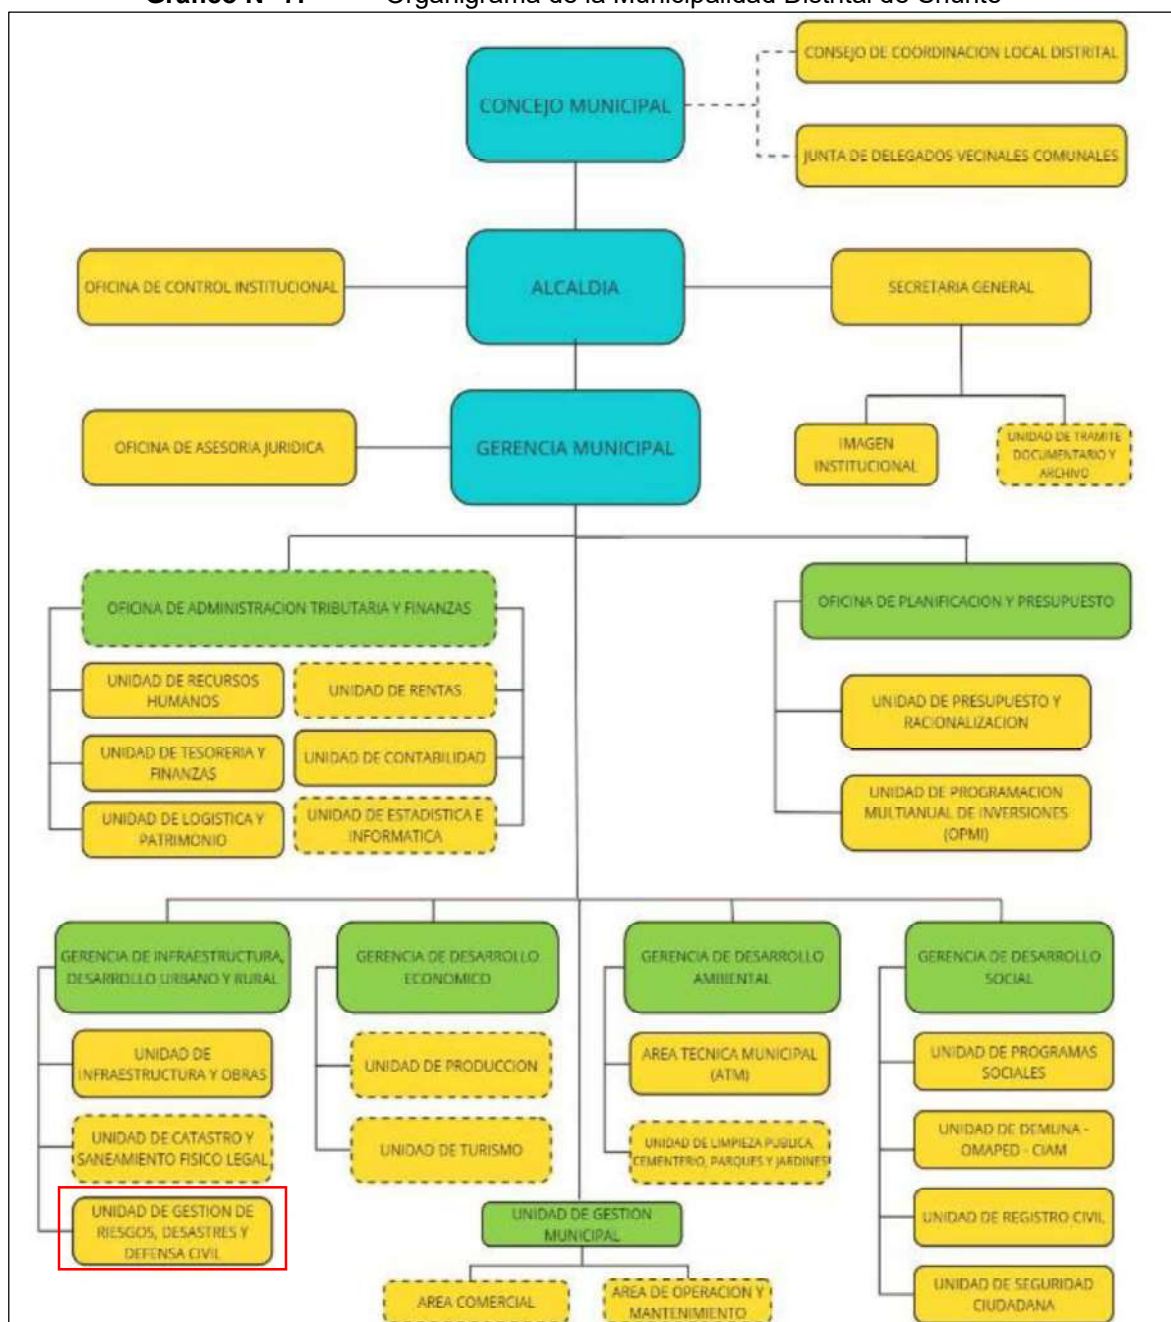 Organigrama de la Municipalidad Distrital de
CONSEJO DE COORDINACION LOCAL DISTRITAL
CONCEJO MUNICIPAL
JUNTA DE DELEGADOS VECINALES COMUNALES
OFICINA DE CONTROL INSTITUCIONAL
ALCALDIA
SECRETARIA GENERAL
OFICINA DE ASESORIA JURIDICA
GERENCIA MUNICIPAL
IMAGEN
INSTITUCIONAL
UNIDAD DE TRAMITE
DOCUMENTARIO Y
ARCHIVO
OFICINA DE ADMINISTRACION TRIBUTARIA Y FINANZAS
OFICINA DE PLANIFICACION Y PRESUPUESTO
UNIDAD DE RECURSOS
HUMANOS
UNIDAD DE RENTAS
UNIDAD DE TESORERIA Y
FINANZAS
UNIDAD DE CONTABILIDAD
UNIDAD DE LOGISTICA Y
PATRIMONIO
UNIDAD DE ESTADISTICA E
INFORMATICA
UNIDAD DE PRESUPUESTO Y
RACIONALIZACION
UNIDAD DE PROGRAMACION
MULTIANUAL DE INVERSIONES
(OPMI)
GERENCIA DE INFRAESTRUCTURA,
DESARROLLO URBANO Y RURAL
GERENCIA DE DESARROLLO
ECONOMICO
GERENCIA DE DESARROLLO
AMBIENTAL
GERENCIA DE DESARROLLO
SOCIAL
UNIDAD DE
INFRAESTRUCTURA Y OBRAS
UNIDAD DE CATASTRO Y
SANEAMIENTO FISICO LEGAL
UNIDAD DE GESTION DE
RIESGOS, DESASTRES Y
DEFENSA CIVIL
UNIDAD DE PRODUCCION
UNIDAD DE TURISMO
AREA TECNICA MUNICIPAL
(ATM)
UNIDAD DE LIMPIEZA PUBLICA,
CEMENTERIO, PARQUES Y JARDINES
UNIDAD DE PROGRAMAS
SOCIALES
UNIDAD DE DEMUNA -
OMAPED - CIAM
UNIDAD DE REGISTRO CIVIL
UNIDAD DE SEGURIDAD
CIUDADANA
UNIDAD DE GESTION
MUNICIPAL
AREA COMERCIAL
AREA DE OPERACION Y
MANTENIMIENTO